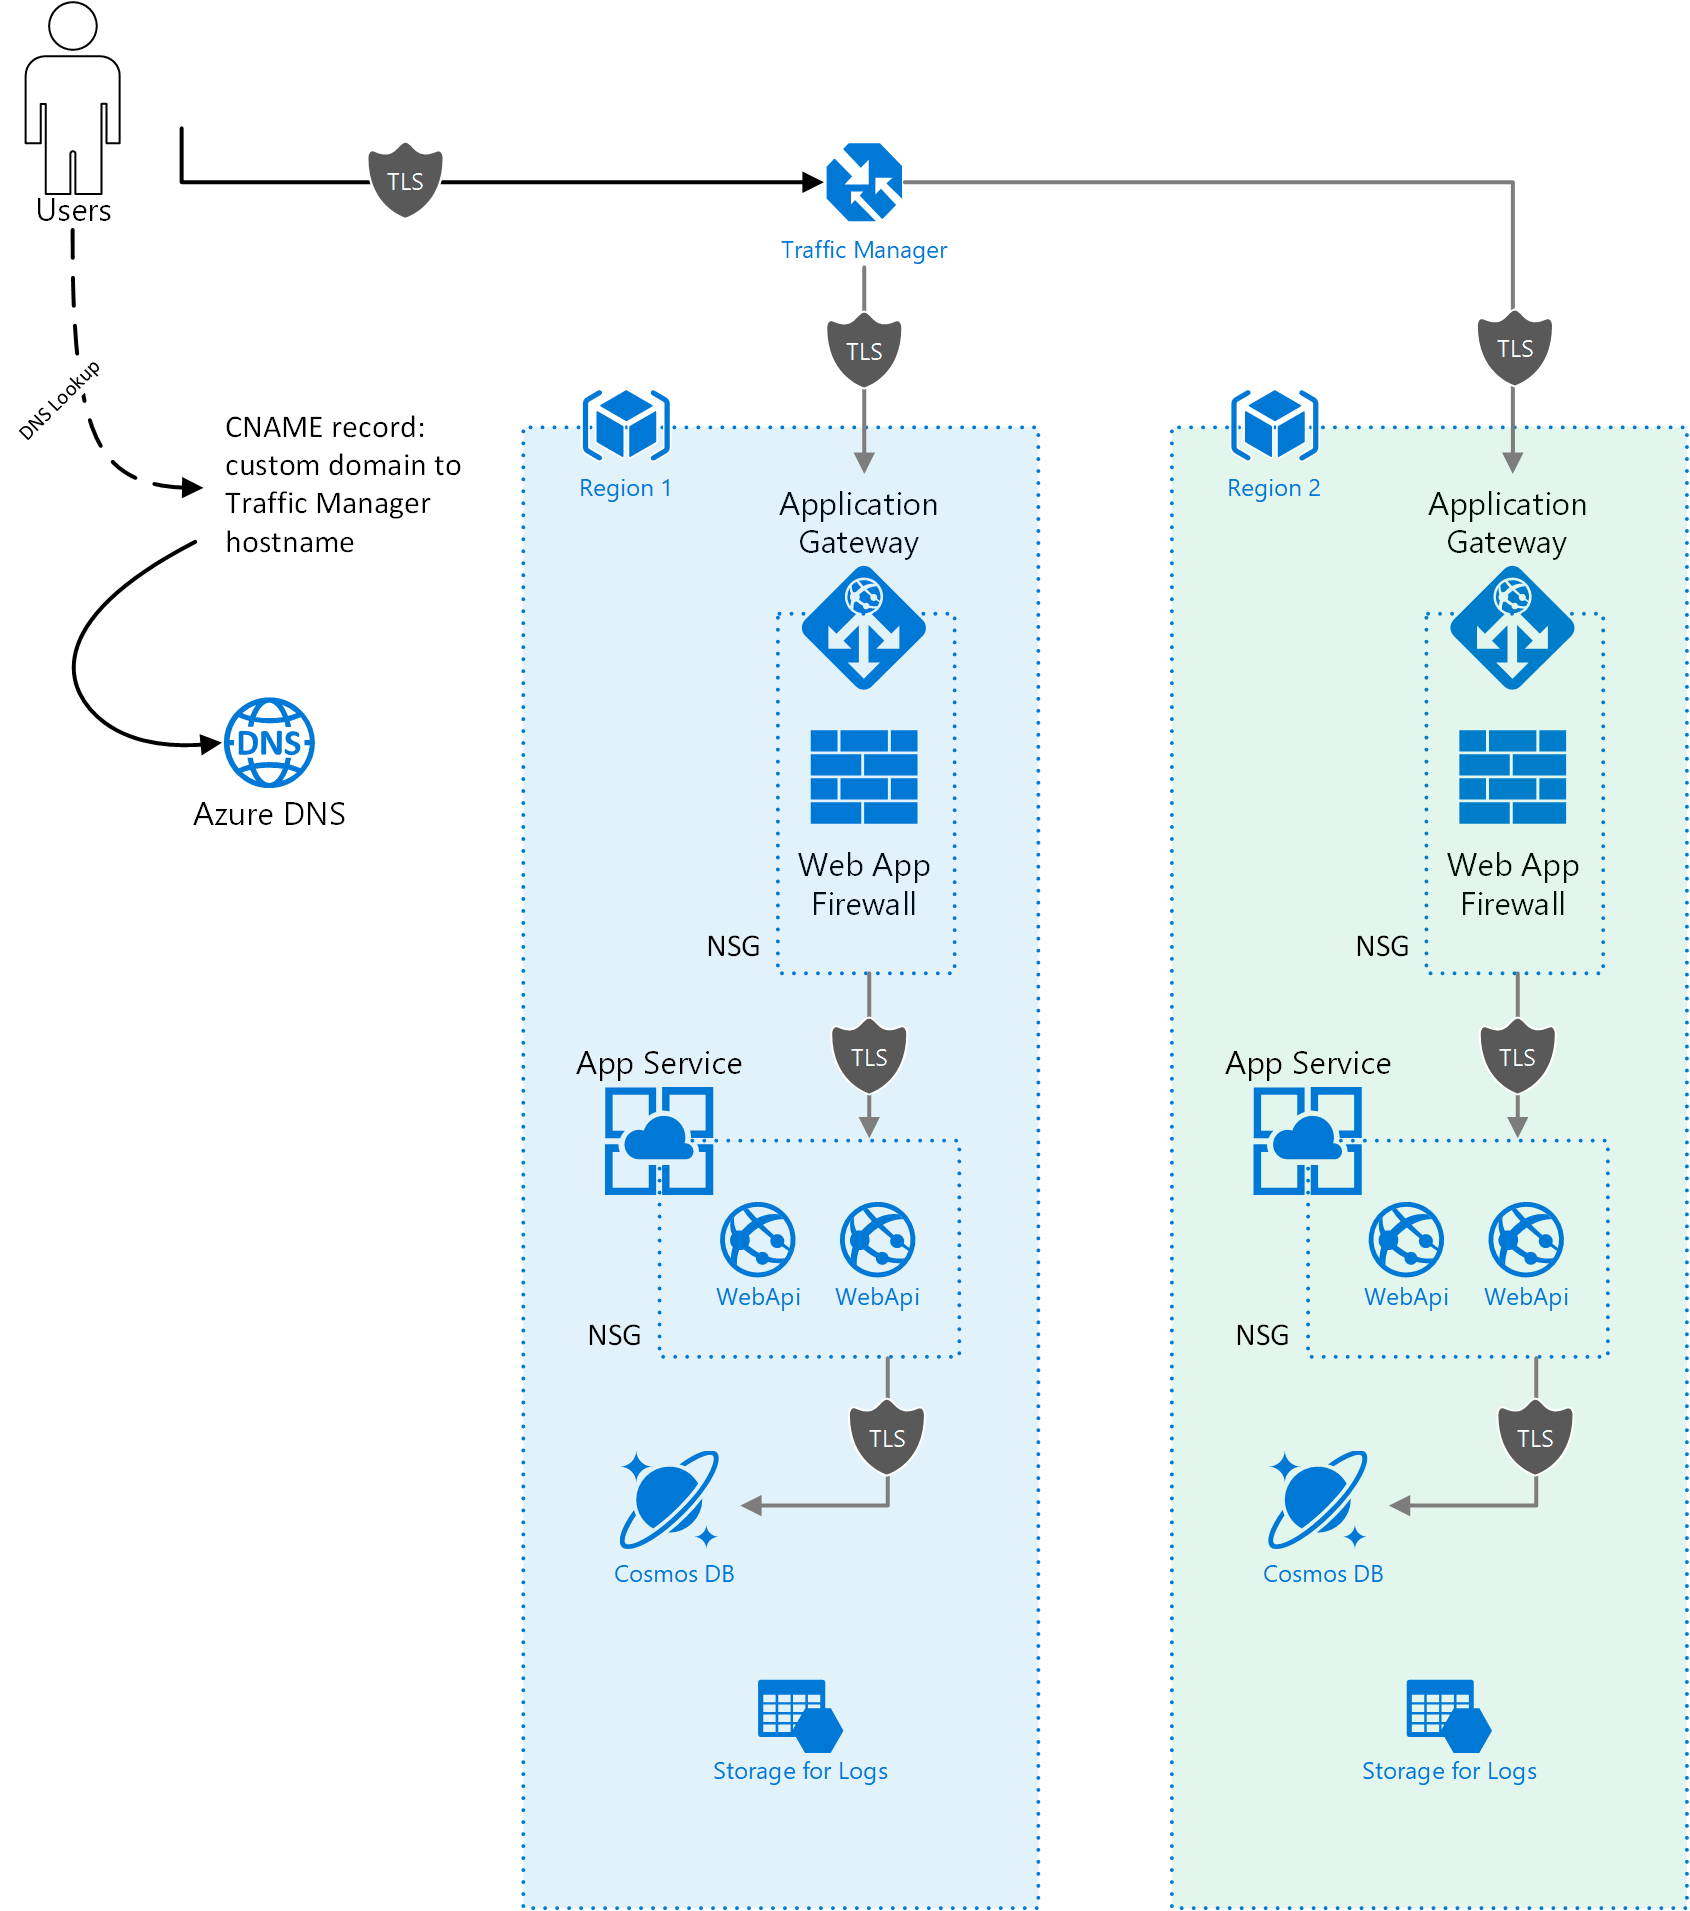 Users
TLS
Traffic Manager
TLS
TLS
DNS Lookup
CNAME record:
custom domain to
Traffic Manager
hostname
DNS
Azure DNS
Region 1
Application
Gateway
Web App
Firewall
NSG
TLS
App Service
WebApi
WebApi
NSG
TLS
Cosmos DB
Storage for Logs
Region 2
Application
Gateway
Web App
Firewall
NSG
TLS
App Service
WebApi
WebApi
NSG
TLS
Cosmos DB
Storage for Logs